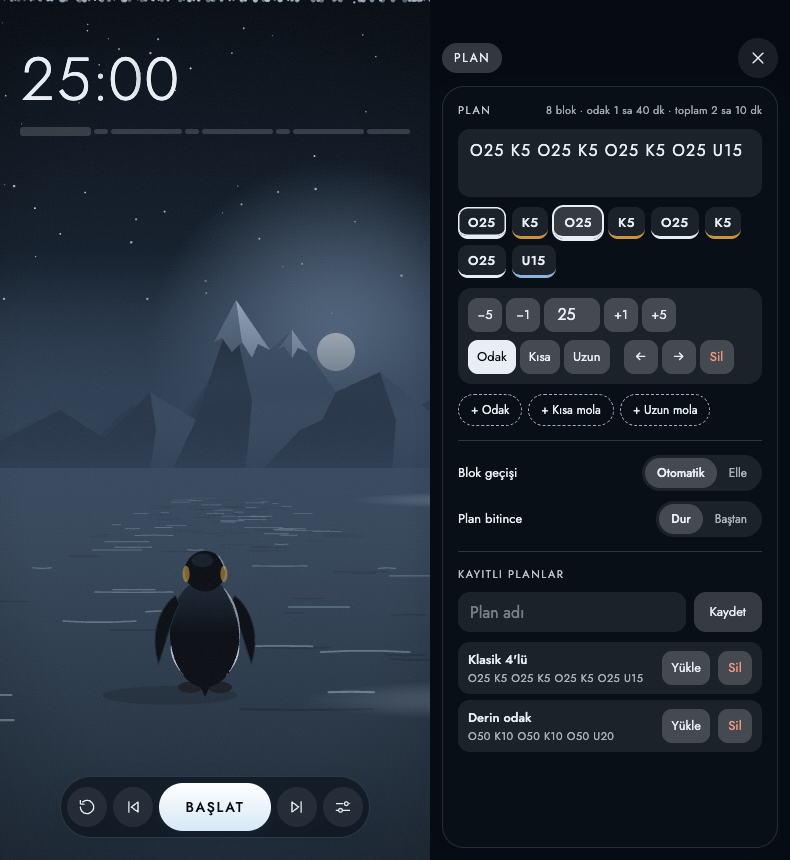 25:00
BAŞLAT
PLAN
PLAN 8 blok · odak 1 sa 40 dk · toplam 2 sa 10 dk
O25 K5 O25 K5 O25 K5 O25 U15
O25 K5 O25 K5 O25 K5
O25 U15
−5 −1 25 +1 +5
Odak Kısa Uzun ← → Sil
+ Odak + Kısa mola + Uzun mola
Blok geçişi Otomatik Elle
Plan bitince Dur Baştan
KAYITLI PLANLAR
Plan adı Kaydet
Klasik 4'lü
O25 K5 O25 K5 O25 K5 O25 U15
Yükle Sil
Derin odak
O50 K10 O50 K10 O50 U20
Yükle Sil